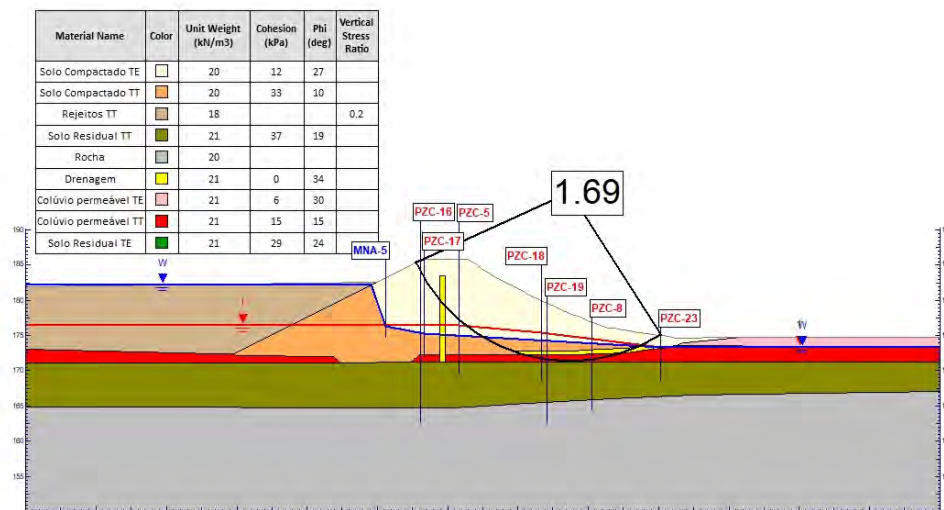 Material Name Color Unit Weight (kN/m3) Cohesion (kPa) Phi (deg) Vertical Stress Ratio
Solo Compactado TE 20 12 27
Solo Compactado TT 20 33 10
Rejeitos TT 18 0.2
Solo Residual TT 21 37 19
Rocha 20
Drenagem 21 0 34
Colúvio permeável TE 21 6 30
Colúvio permeável TT 21 15 15
Solo Residual TE 21 29 24
1.69
PZC-16 PZC-5
MNA-5 PZC-17
PZC-18
PZC-19
PZC-8
PZC-23
W
W
190
185
180
175
170
165
160
155